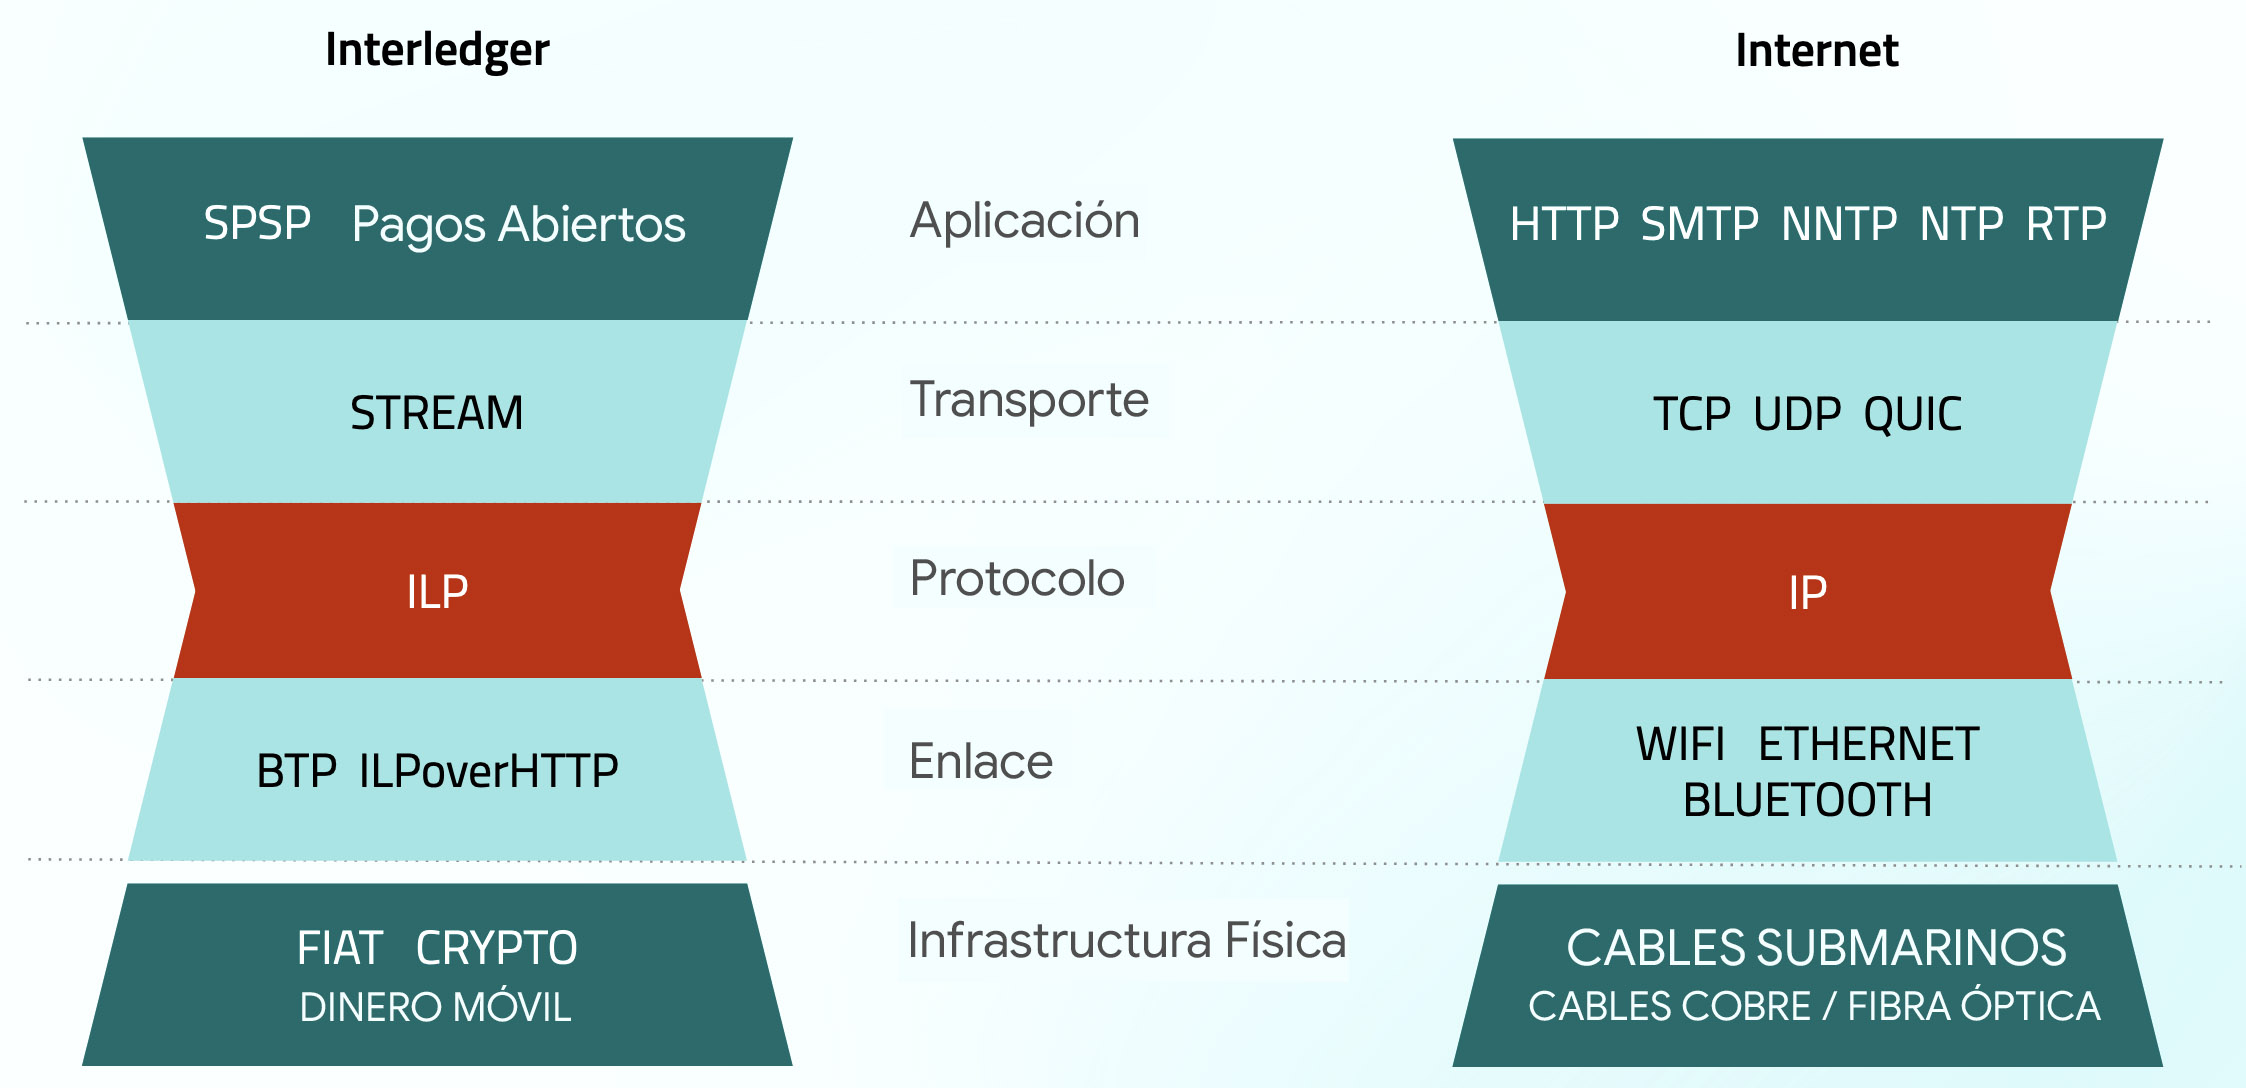 Interledger
Internet
SPSP Pagos Abiertos
Aplicación
HTTP SMTP NNTP NTP RTP
STREAM
Transporte
TCP UDP QUIC
ILP
Protocolo
IP
BTP ILPoverHTTP
Enlace
WIFI ETHERNET
BLUETOOTH
FIAT CRYPTO
DINERO MÓVIL
Infrastructura Física
CABLES SUBMARINOS
CABLES COBRE / FIBRA ÓPTICA